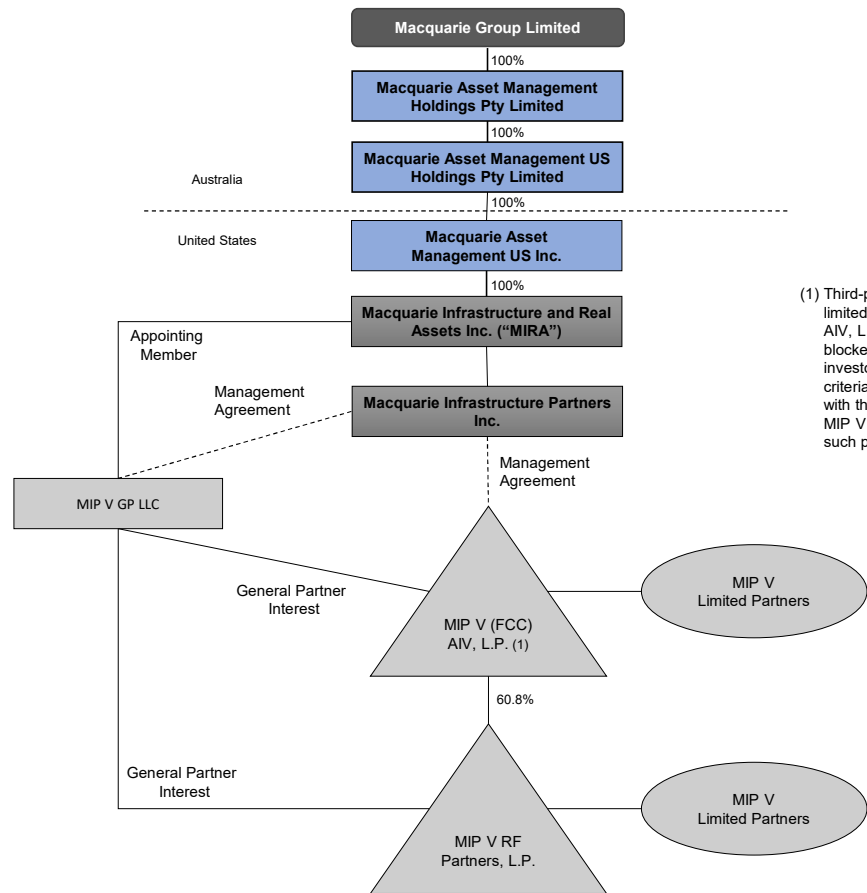 Macquarie Group Limited
100%
Macquarie Asset Management
Holdings Pty Limited
100%
Macquarie Asset Management US
Holdings Pty Limited
Australia
100%
United States
Macquarie Asset
Management US Inc.
100%
Macquarie Infrastructure and Real
Assets Inc. (“MIRA”)
Appointing
Member
Management
Agreement
Macquarie Infrastructure Partners
Inc.
Management
Agreement
MIP V GP LLC
General Partner
Interest
MIP V (FCC)
AIV, L.P. (1)
MIP V
Limited Partners
60.8%
General Partner
Interest
MIP V RF
Partners, L.P.
MIP V
Limited Partners
(1) Third-p
limited
AIV, L
blocke
investo
criteria
with th
MIP V
such p